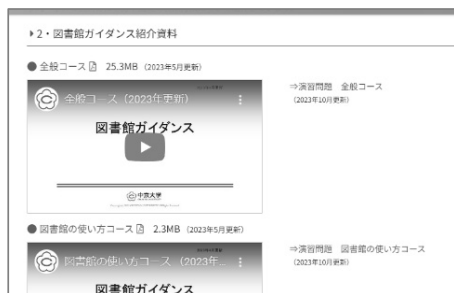 2・図書館ガイダンス紹介資料
● 全般コース 25.3MB (2023年5月更新)
⇒演習問題 全般コース
(2023年10月更新)
全般コース (2023年更新)
図書館ガイダンス
中京大学
● 図書館の使い方コース 2.3MB (2023年5月更新)
⇒演習問題 図書館の使い方コース
(2023年10月更新)
図書館の使い方コース (2023年...
図書館ガイダンス